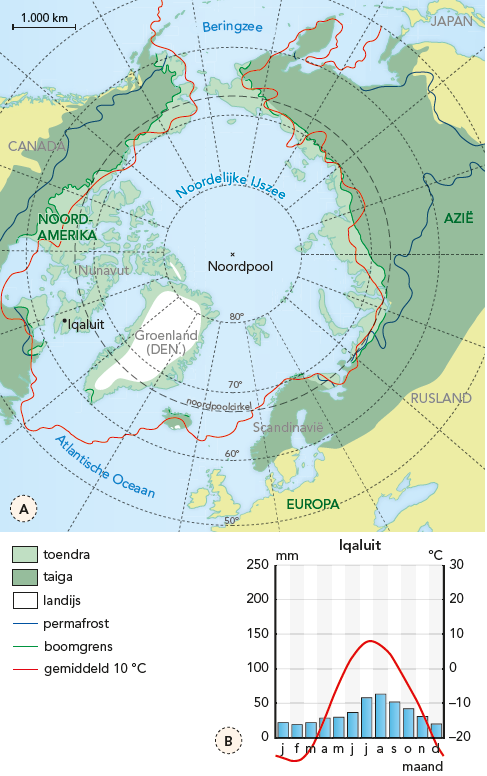 1.000 km
Beringzee
JAPAN
CANADA
Noordelijke IJszee
NOORD-
AMERIKA
AZIË
Nunavut
Noordpool
Iqaluit
Groenland
(DEN.)
80°
70°
noordpoolcirkel
RUSLAND
Scandinavië
60°
Atlantische Oceaan
EUROPA
50°
A
toendra
taiga
landijs
permafrost
boomgrens
gemiddeld 10 °C
Iqaluit
mm °C
250 30
200 20
150 10
100 0
50 –10
0 –20
j f m a m j j a s o n d
maand
B